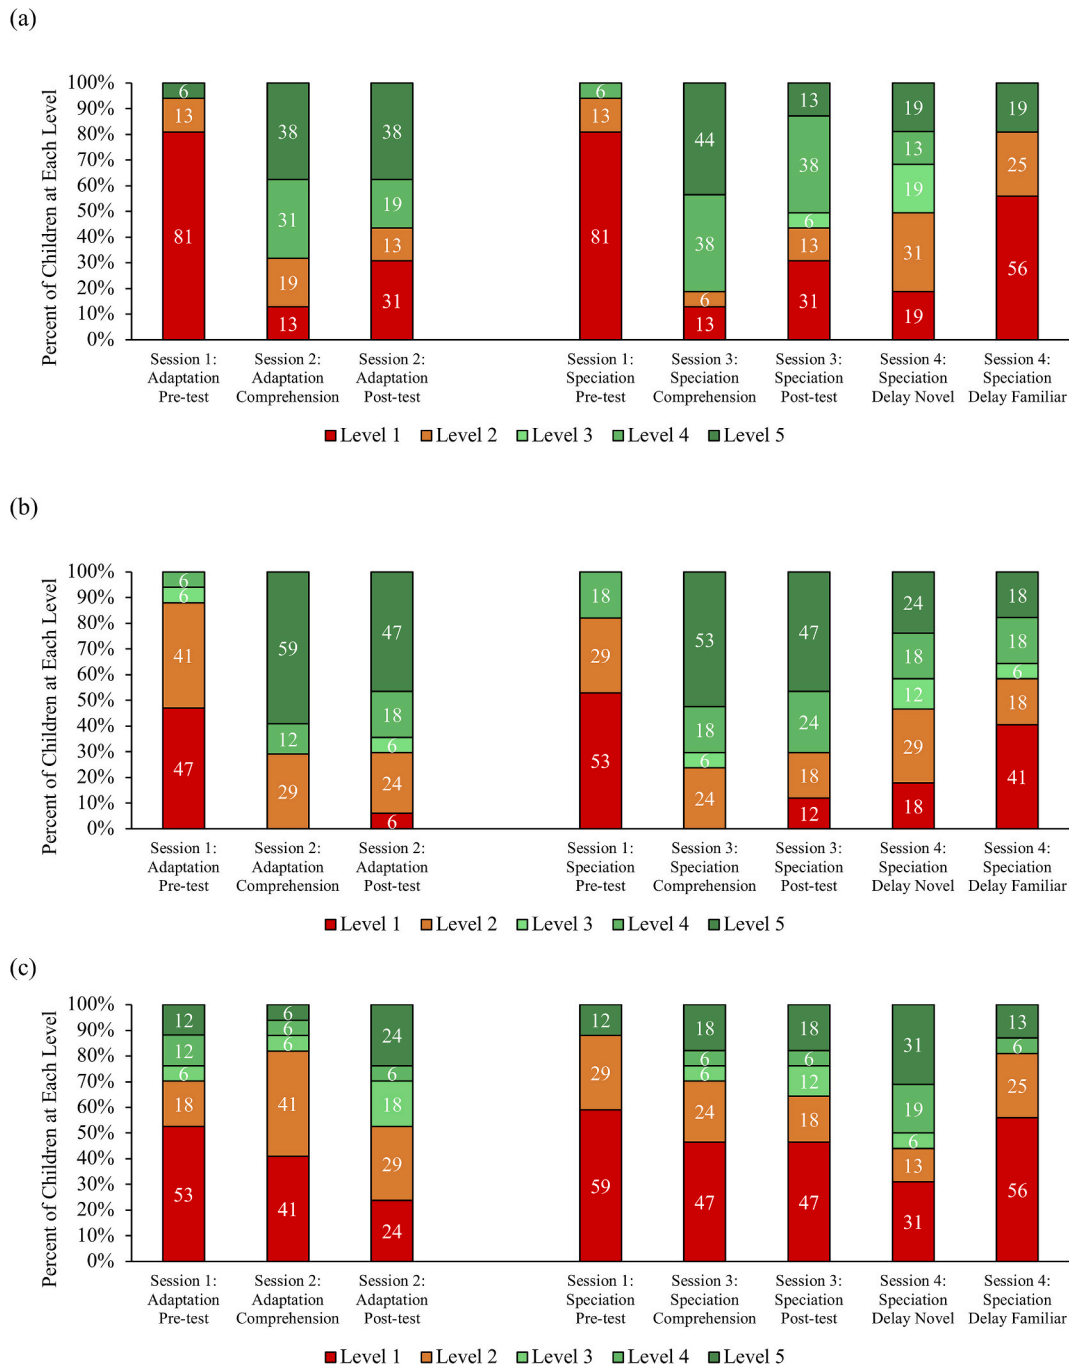 (a)
Percent of Children at Each Level
100%
90%
80%
70%
60%
50%
40%
30%
20%
10%
0%
6
13
81
38
31
19
13
38
19
13
31
6
13
81
44
38
6
13
13
38
6
13
31
19
13
19
31
19
19
25
56
Session 1:
Adaptation
Pre-test
Session 2:
Adaptation
Comprehension
Session 2:
Adaptation
Post-test
Session 1:
Speciation
Pre-test
Session 3:
Speciation
Comprehension
Session 3:
Speciation
Post-test
Session 4:
Speciation
Delay Novel
Session 4:
Speciation
Delay Familiar
Level 1 Level 2 Level 3 Level 4 Level 5
(b)
Percent of Children at Each Level
100%
90%
80%
70%
60%
50%
40%
30%
20%
10%
0%
6
6
41
47
59
12
29
47
18
6
24
6
18
29
53
53
18
6
24
47
24
18
12
24
18
12
29
18
18
18
6
18
41
Session 1:
Adaptation
Pre-test
Session 2:
Adaptation
Comprehension
Session 2:
Adaptation
Post-test
Session 1:
Speciation
Pre-test
Session 3:
Speciation
Comprehension
Session 3:
Speciation
Post-test
Session 4:
Speciation
Delay Novel
Session 4:
Speciation
Delay Familiar
Level 1 Level 2 Level 3 Level 4 Level 5
(c)
Percent of Children at Each Level
100%
90%
80%
70%
60%
50%
40%
30%
20%
10%
0%
12
12
6
18
53
6
6
6
41
41
24
6
18
29
24
12
29
59
18
6
6
24
47
18
6
12
18
47
31
19
6
13
31
13
6
25
56
Session 1:
Adaptation
Pre-test
Session 2:
Adaptation
Comprehension
Session 2:
Adaptation
Post-test
Session 1:
Speciation
Pre-test
Session 3:
Speciation
Comprehension
Session 3:
Speciation
Post-test
Session 4:
Speciation
Delay Novel
Session 4:
Speciation
Delay Familiar
Level 1 Level 2 Level 3 Level 4 Level 5